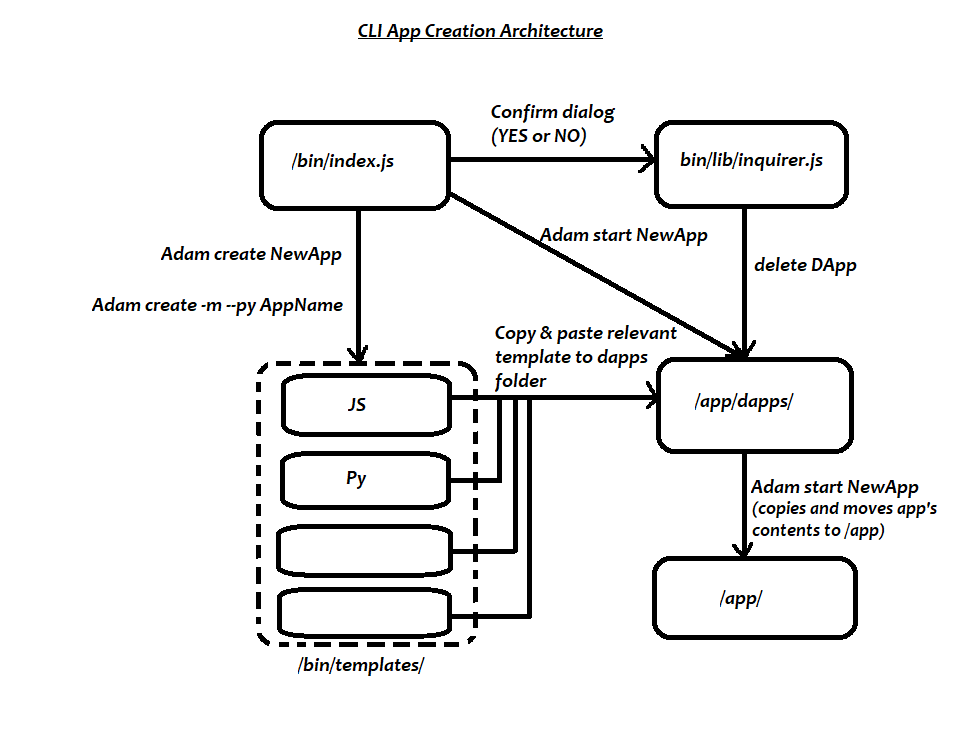 CLI App Creation Architecture
Confirm dialog
(YES or NO)
/bin/index.js
bin/lib/inquirer.js
Adam start NewApp
Adam create NewApp
delete DApp
Adam create -m --py AppName
Copy & paste relevant
template to dapps
folder
JS
/app/dapps/
Py
Adam start NewApp
(copies and moves app's
contents to /app)
/app/
/bin/templates/